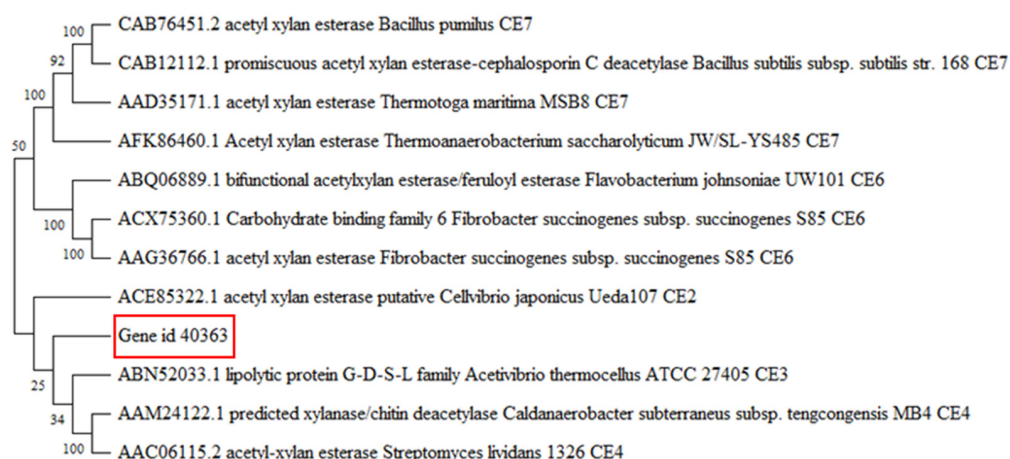 100
CAB76451.2 acetyl xylan esterase Bacillus pumilus CE7
92
CAB12112.1 promiscuous acetyl xylan esterase-cephalosporin C deacetylase Bacillus subtilis subsp. subtilis str. 168 CE7
100
AAD35171.1 acetyl xylan esterase Thermotoga maritima MSB8 CE7
AFK86460.1 Acetyl xylan esterase Thermoanaerobacterium saccharolyticum JW/SL-YS485 CE7
50
ABQ06889.1 bifunctional acetylxylan esterase/feruloyl esterase Flavobacterium johnsoniae UW101 CE6
100
ACX75360.1 Carbohydrate binding family 6 Fibrobacter succinogenes subsp. succinogenes S85 CE6
100
AAG36766.1 acetyl xylan esterase Fibrobacter succinogenes subsp. succinogenes S85 CE6
ACE85322.1 acetyl xylan esterase putative Cellvibrio japonicus Ueda107 CE2
Gene id 40363
25
ABN52033.1 lipolytic protein G-D-S-L family Acetivibrio thermocellus ATCC 27405 CE3
34
AAM24122.1 predicted xylanase/chitin deacetylase Caldanaerobacter subterraneus subsp. tengcongensis MB4 CE4
100
AAC06115.2 acetyl-xylan esterase Streptomyces lividans 1326 CE4